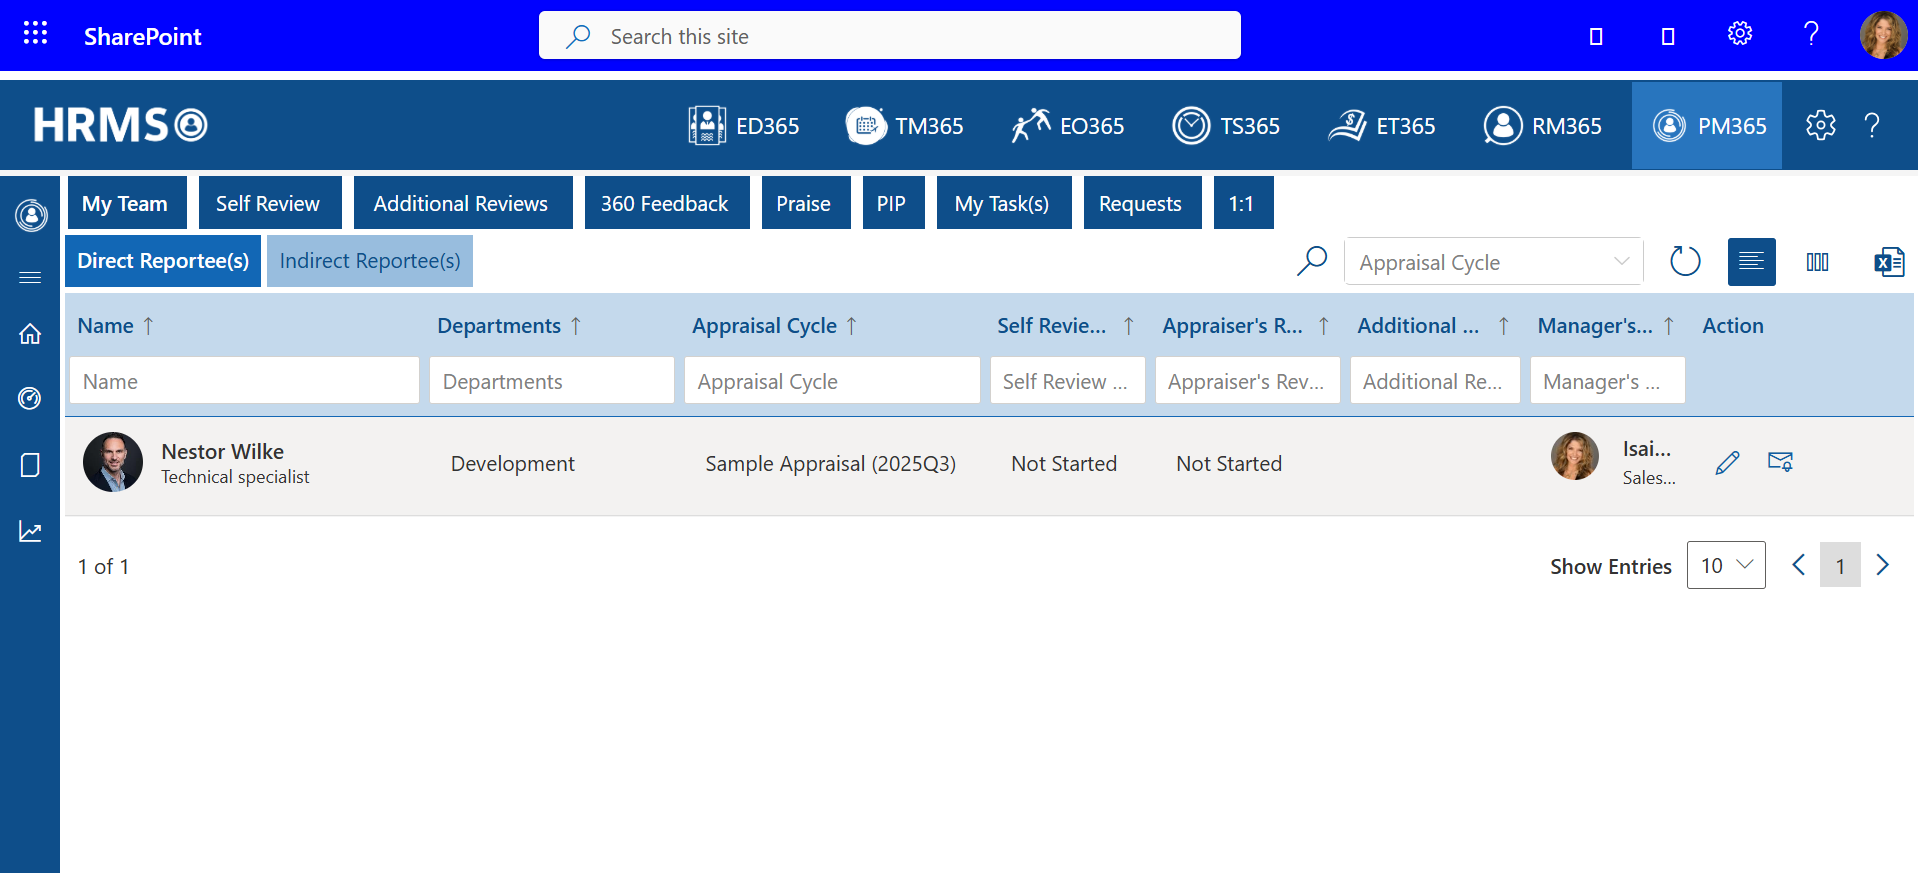 SharePoint
Search this site
HRMS
ED365
TM365
EO365
TS365
ET365
RM365
PM365
My Team
Self Review
Additional Reviews
360 Feedback
Praise
PIP
My Task(s)
Requests
1:1
Direct Reportee(s)
Indirect Reportee(s)
Appraisal Cycle
Name
Departments
Appraisal Cycle
Self Revie...
Appraiser's R...
Additional ...
Manager's...
Action
Name
Departments
Appraisal Cycle
Self Review ...
Appraiser's Rev...
Additional Re...
Manager's ...
Nestor Wilke
Technical specialist
Development
Sample Appraisal (2025Q3)
Not Started
Not Started
Isai...
Sales...
1 of 1
Show Entries
10
1